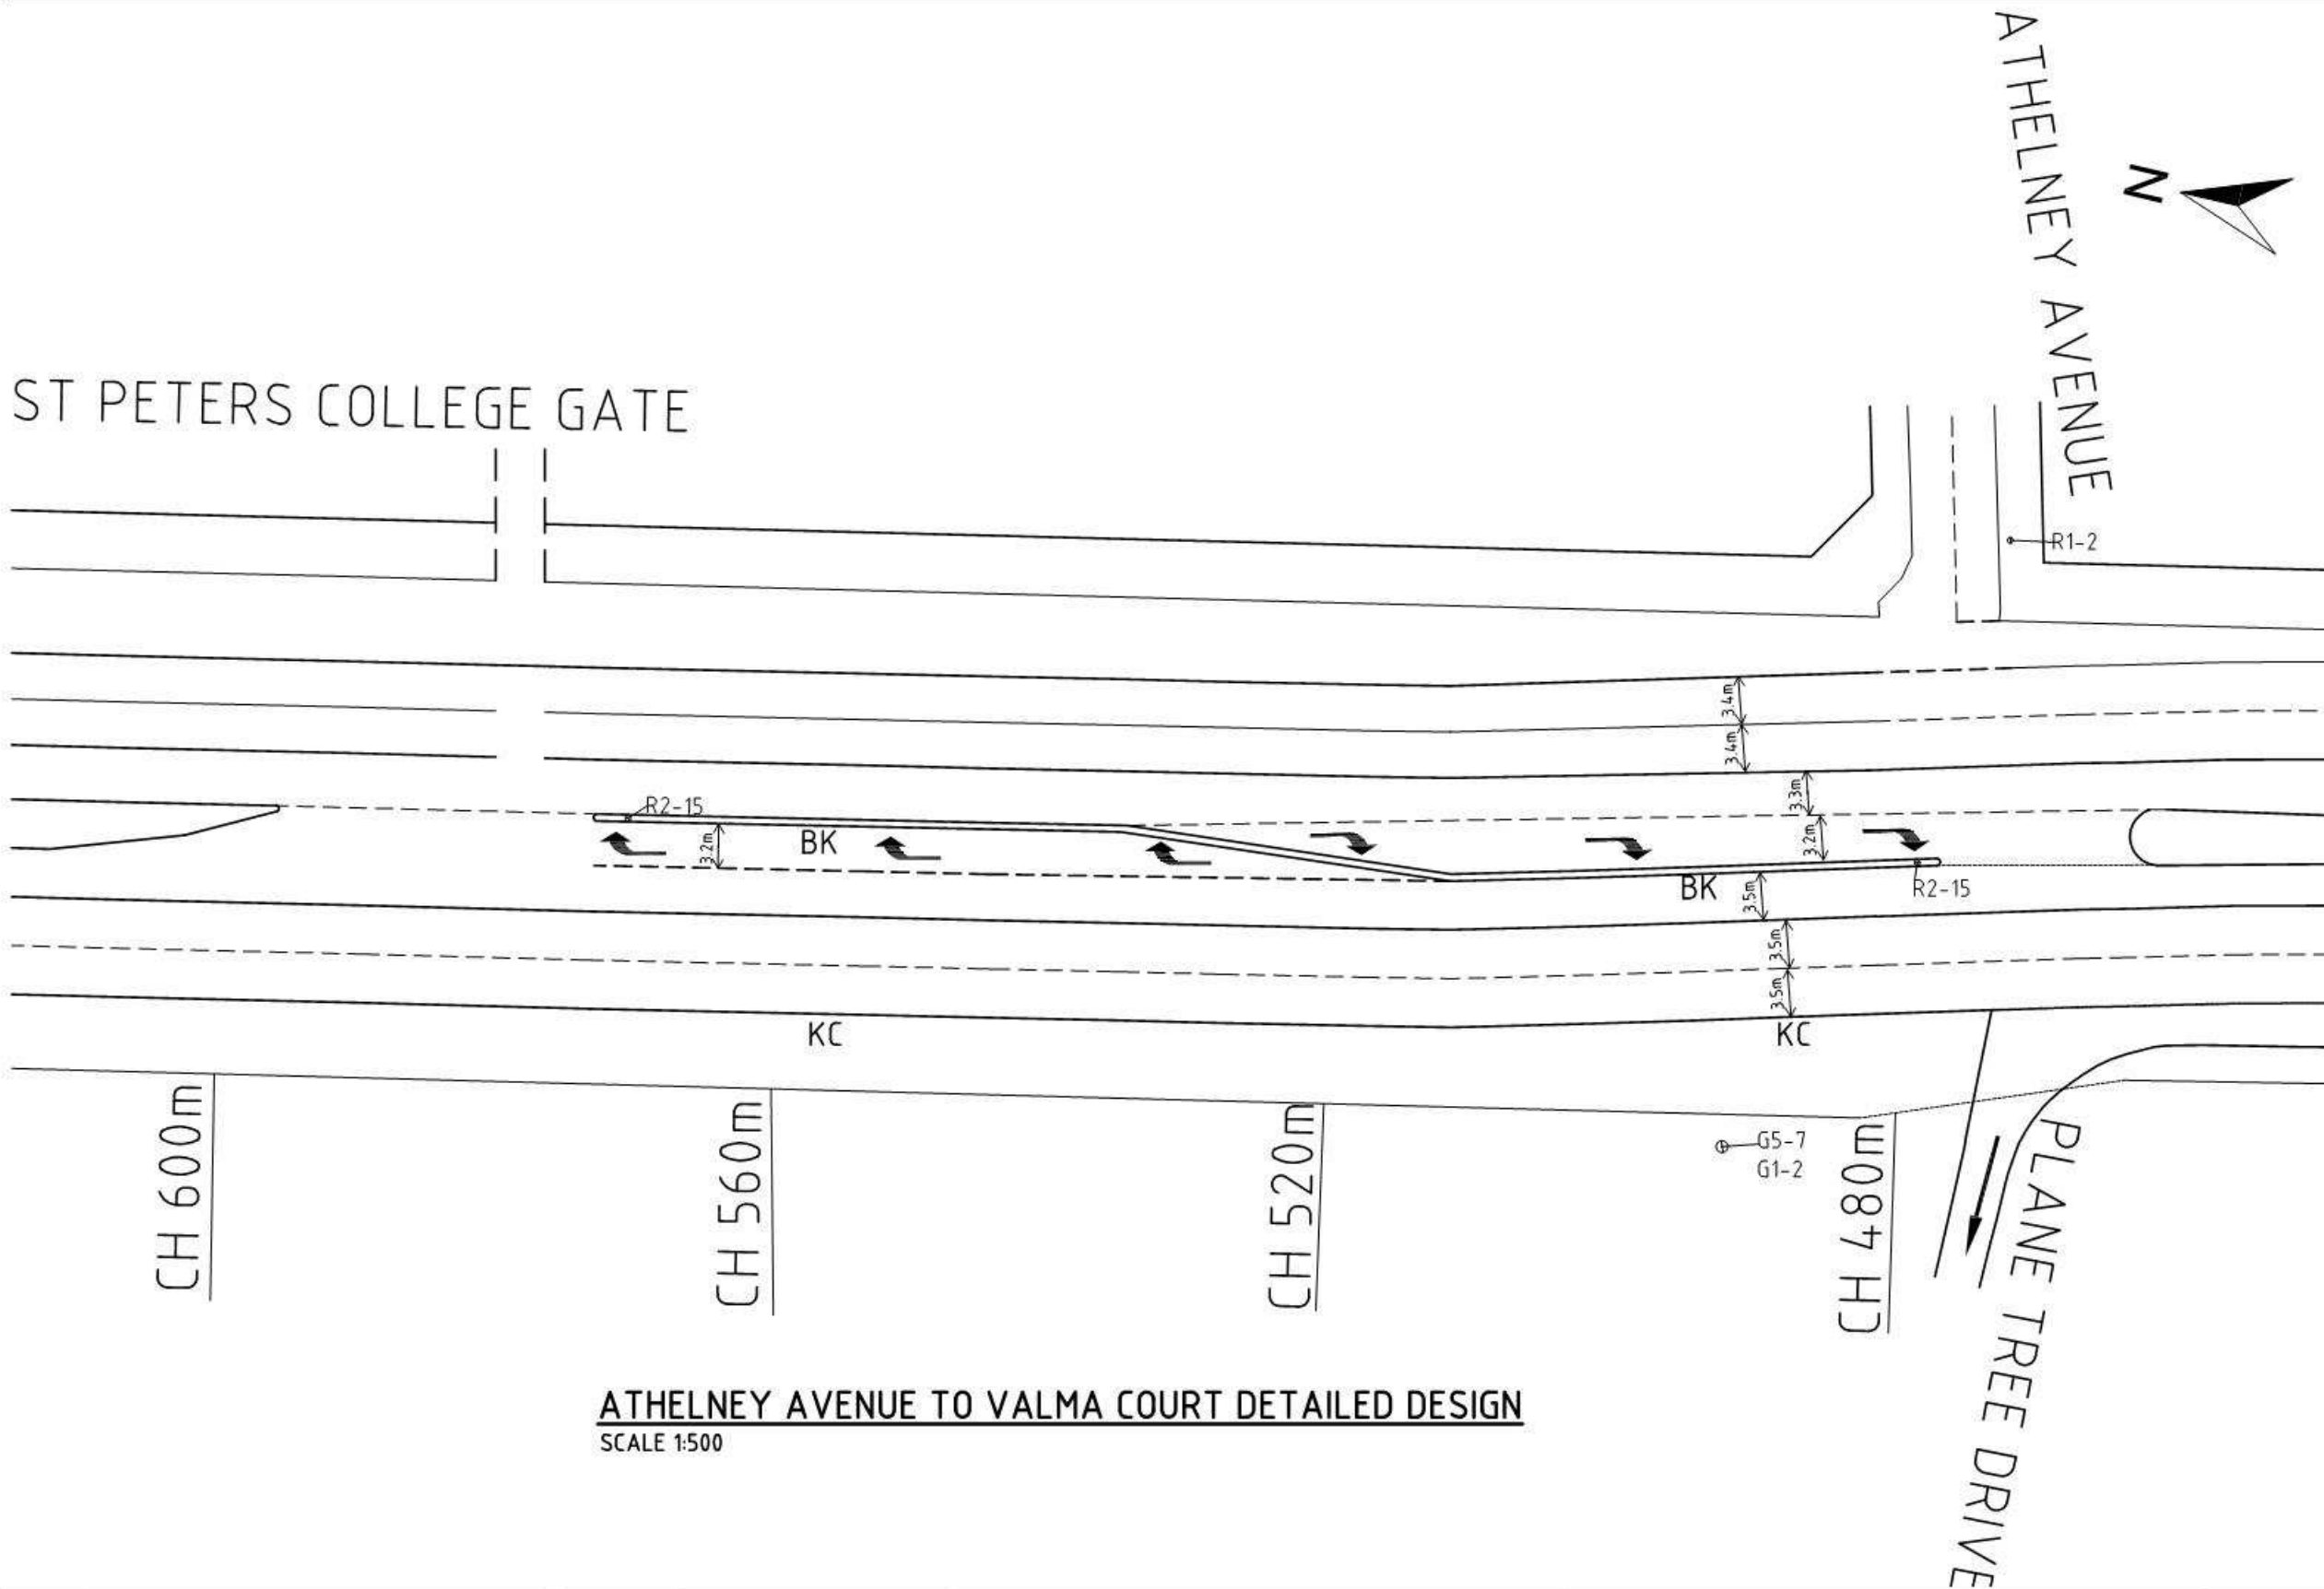 ATHELNEY AVENUE
N
ST PETERS COLLEGE GATE
R1-2
3.4m
3.4m
3.3m
R2-15
3.2m
BK
3.2m
BK
3.5m
R2-15
3.5m
3.5m
KC
KC
CH 600m
CH 560m
CH 520m
CH 480m
G5-7
G1-2
PLANE TREE DRIVE
ATHELNEY AVENUE TO VALMA COURT DETAILED DESIGN
SCALE 1:500